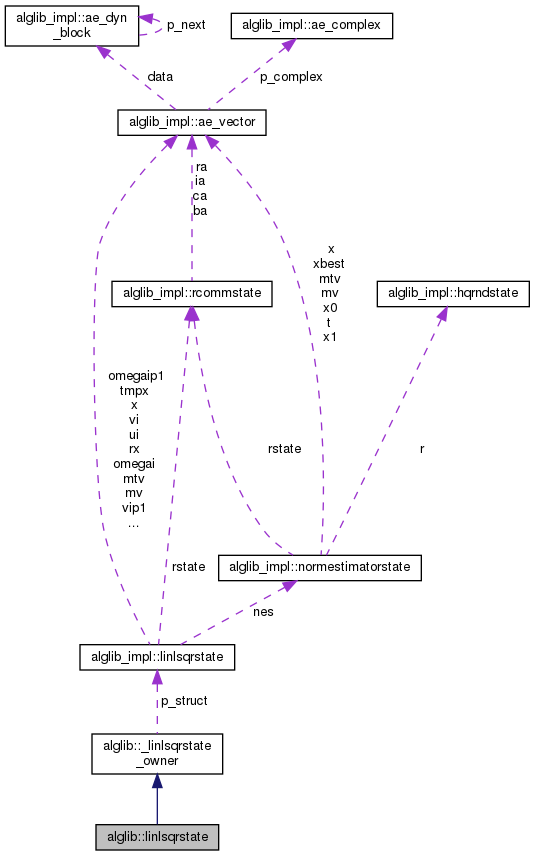 alglib_impl::ae_dyn
_block
p_next
alglib_impl::ae_complex
data
p_complex
alglib_impl::ae_vector
ra
ia
ca
ba
x
xbest
mtv
mv
x0
t
x1
alglib_impl::rcommstate
alglib_impl::hqrndstate
omegaip1
tmpx
x
vi
ui
rx
omegai
mtv
mv
vip1
...
rstate
r
rstate
alglib_impl::normestimatorstate
nes
alglib_impl::linlsqrstate
p_struct
alglib::_linlsqrstate
_owner
alglib::linlsqrstate